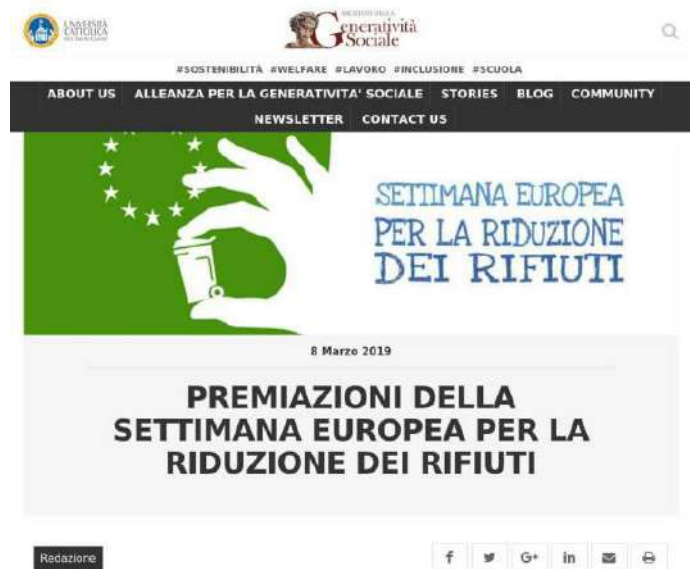 UNIVERSITÀ
CATTOLICA
ARCHIVIO DELLA
Generatività
Sociale
#SOSTENIBILITÀ #WELFARE #LAVORO #INCLUSIONE #SCUOLA
ABOUT US ALLEANZA PER LA GENERATIVITA' SOCIALE STORIES BLOG COMMUNITY
NEWSLETTER CONTACT US
SETTIMANA EUROPEA
PER LA RIDUZIONE
DEI RIFIUTI
8 Marzo 2019
PREMIAZIONI DELLA
SETTIMANA EUROPEA PER LA
RIDUZIONE DEI RIFIUTI
Redazione